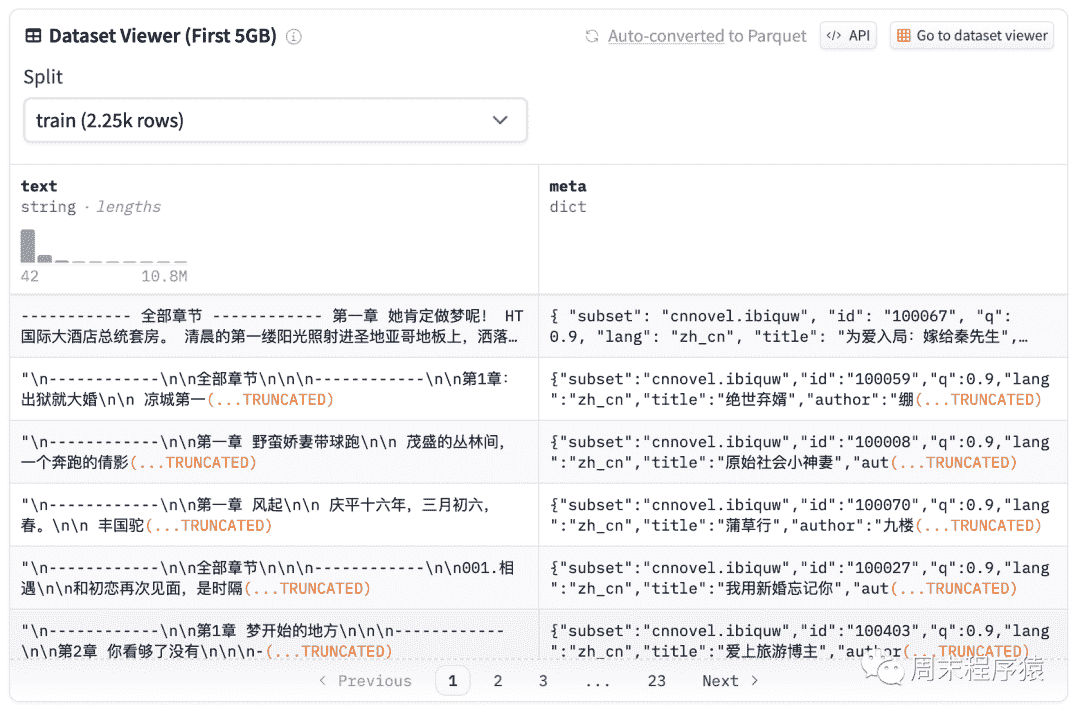 Dataset Viewer (First 5GB)
Auto-converted to Parquet
</> API
Go to dataset viewer
Split
train (2.25k rows)
text
string · lengths
42
10.8M
meta
dict
------------ 全部章节 ------------ 第一章 她肯定做梦呢! HT
国际大酒店总统套房。 清晨的第一缕阳光照射进圣地亚哥地板上，洒落…
{ "subset": "cnnovel.ibiquw", "id": "100067", "q":
0.9, "lang": "zh_cn", "title": "为爱入局：嫁给秦先生",…
"\n------------\n\n全部章节\n\n\n------------\n\n第1章：
出狱就大婚\n\n 凉城第一(...TRUNCATED)
{"subset":"cnnovel.ibiquw","id":"100059","q":0.9,"lang
":"zh_cn","title":"绝世弃婿","author":"绷(...TRUNCATED)
"\n------------\n\n第一章 野蛮娇妻带球跑\n\n 茂盛的丛林间，
一个奔跑的倩影(...TRUNCATED)
{"subset":"cnnovel.ibiquw","id":"100008","q":0.9,"lang
":"zh_cn","title":"原始社会小神妻","aut(...TRUNCATED)
"\n------------\n\n第一章 风起\n\n 庆平十六年，三月初六，
春。\n\n 丰国驼(...TRUNCATED)
{"subset":"cnnovel.ibiquw","id":"100070","q":0.9,"lang
":"zh_cn","title":"蒲草行","author":"九楼(...TRUNCATED)
"\n------------\n\n全部章节\n\n\n------------\n\n001.相
遇\n\n和初恋再次见面，是时隔(...TRUNCATED)
{"subset":"cnnovel.ibiquw","id":"100027","q":0.9,"lang
":"zh_cn","title":"我用新婚忘记你","aut(...TRUNCATED)
"\n------------\n\n第1章 梦开始的地方\n\n\n------------
\n\n第2章 你看够了没有\n\n\n-(...TRUNCATED)
{"subset":"cnnovel.ibiquw","id":"100403","q":0.9,"lang
":"zh_cn","title":"爱上旅游博主","author(...TRUNCATED)
< Previous 1 2 3 ... 23 Next >
周末程序猿